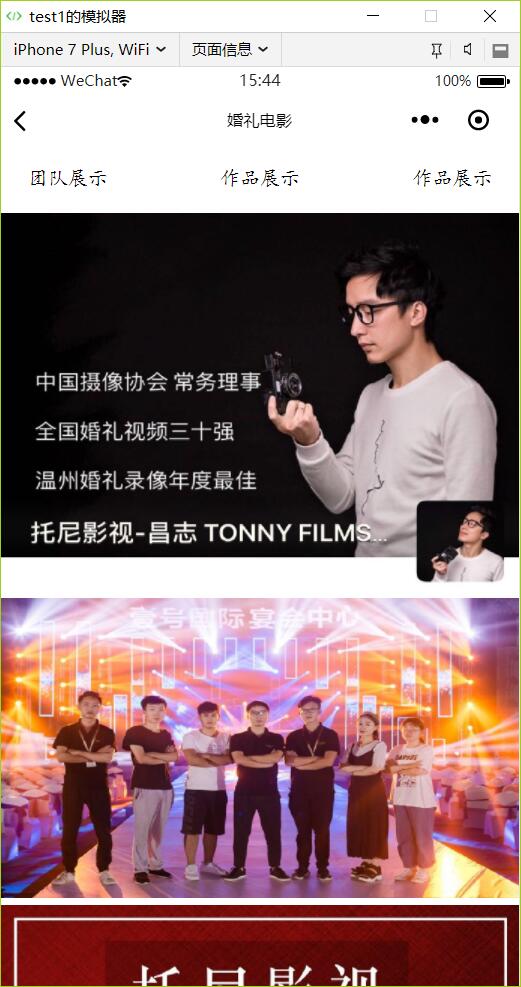 test1的模拟器
iPhone 7 Plus, WiFi 页面信息
WeChat 15:44 100%
婚礼电影
团队展示 作品展示 作品展示
中国摄像协会 常务理事
全国婚礼视频三十强
温州婚礼录像年度最佳
托尼影视-昌志 TONNY FILMS...
壹号国际宴会中心
托尼影视